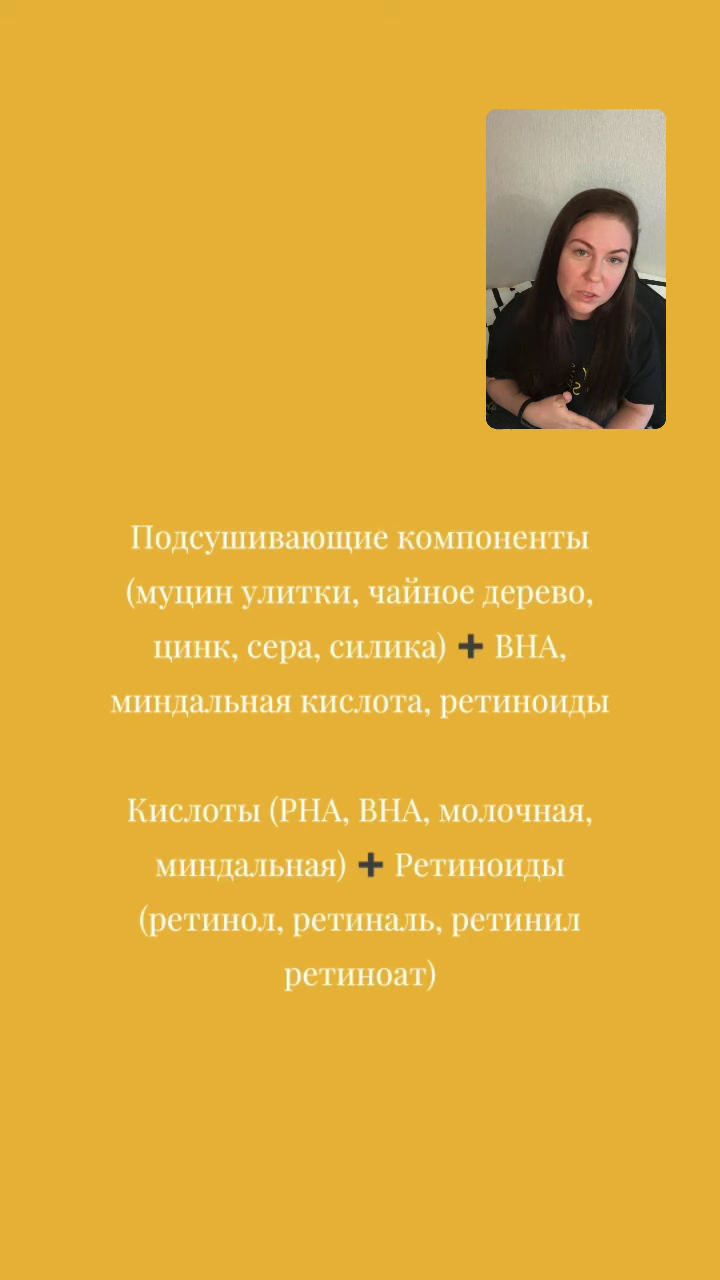 Подсушивающие компоненты
(муцин улитки, чайное дерево,
цинк, сера, силика) ➕ BHA,
миндальная кислота, ретиноиды
Кислоты (PHA, BHA, молочная,
миндальная) ➕ Ретиноиды
(ретинол, ретиналь, ретинил
ретиноат)